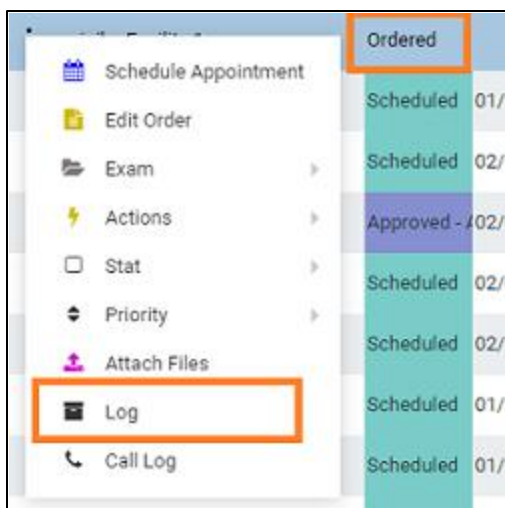 Ordered
Schedule Appointment
Scheduled 01/
Edit Order
Scheduled 02/
Exam
Actions
Approved - A02/
Stat
Scheduled 02/
Priority
Scheduled 02/
Attach Files
Log
Scheduled 01/
Call Log
Scheduled 01/